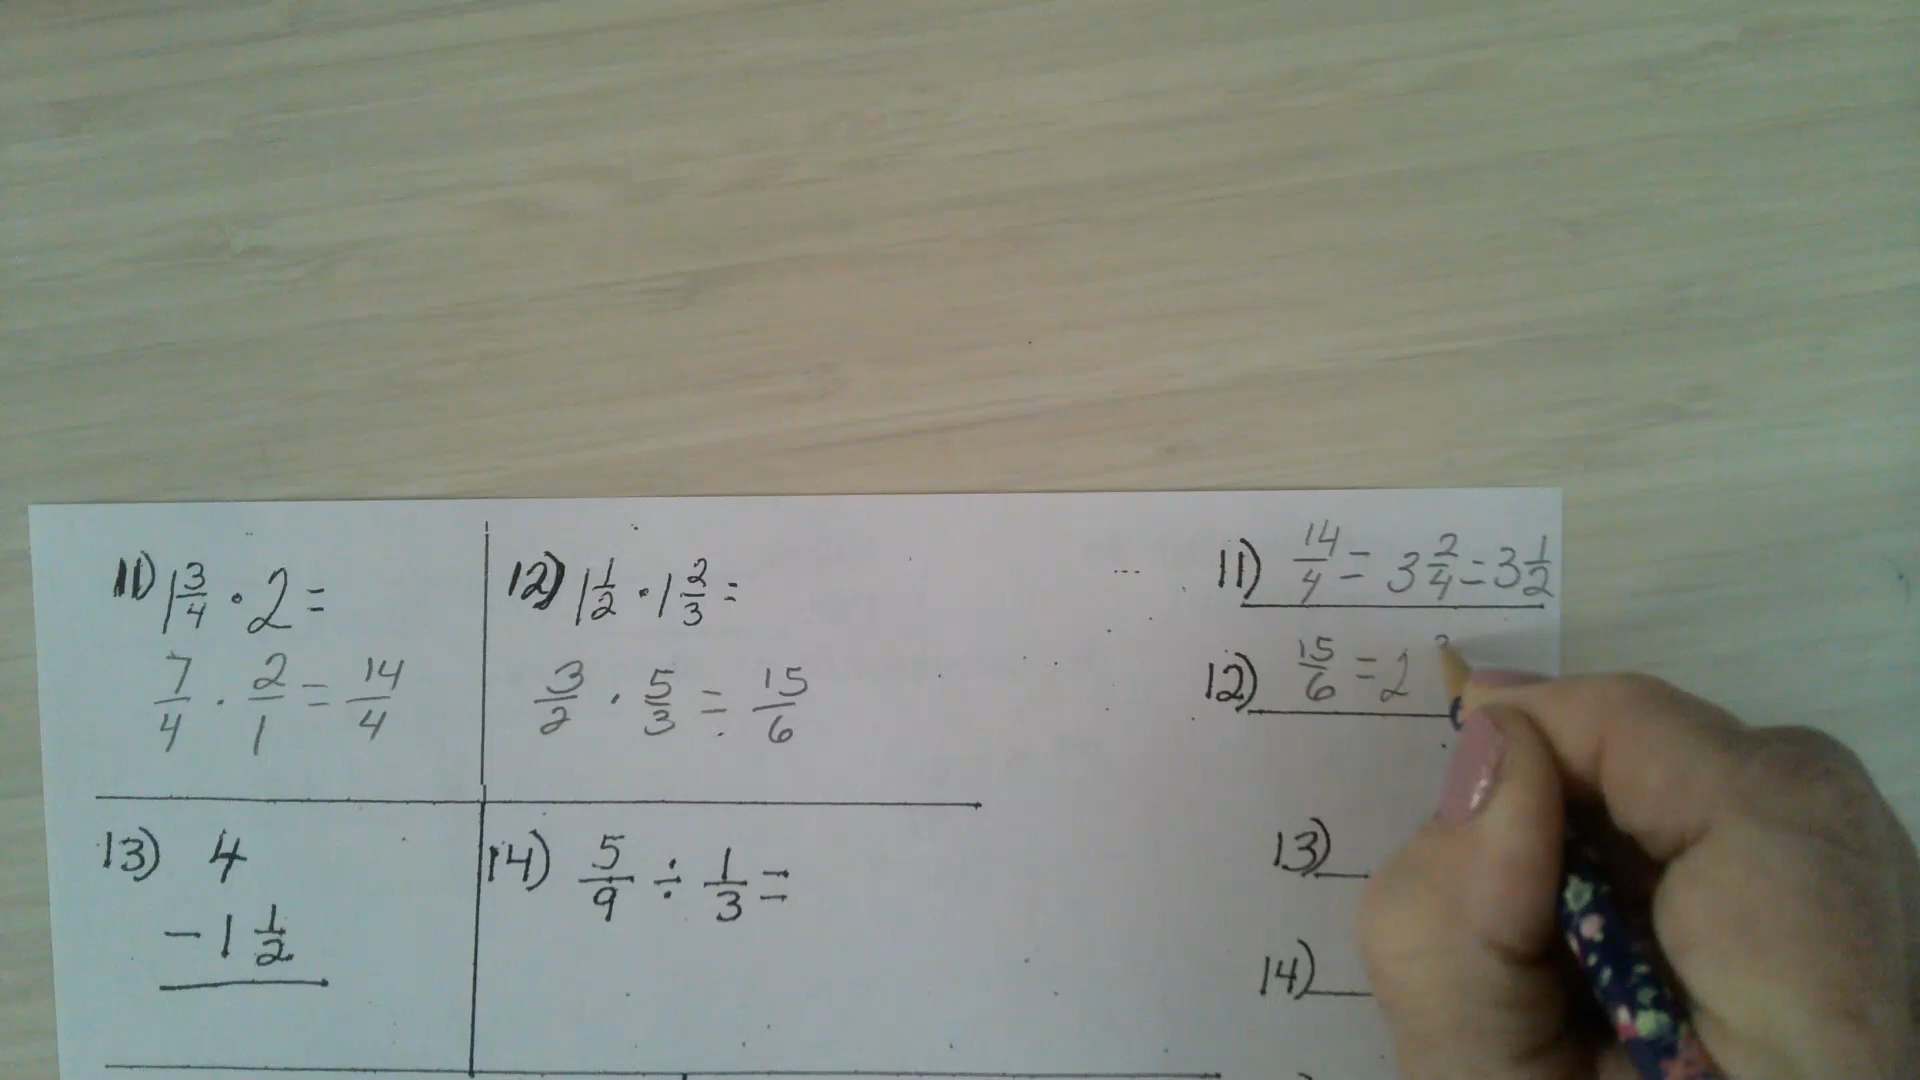 11) 1 3/4 · 2 =
7/4 · 2/1 = 14/4
12) 1 1/2 · 1 2/3 =
3/2 · 5/3 = 15/6
13) 4
- 1 1/2
14) 5/9 ÷ 1/3 =
11) 14/4 = 3 2/4 = 3 1/2
12) 15/6 = 2
13)
14)